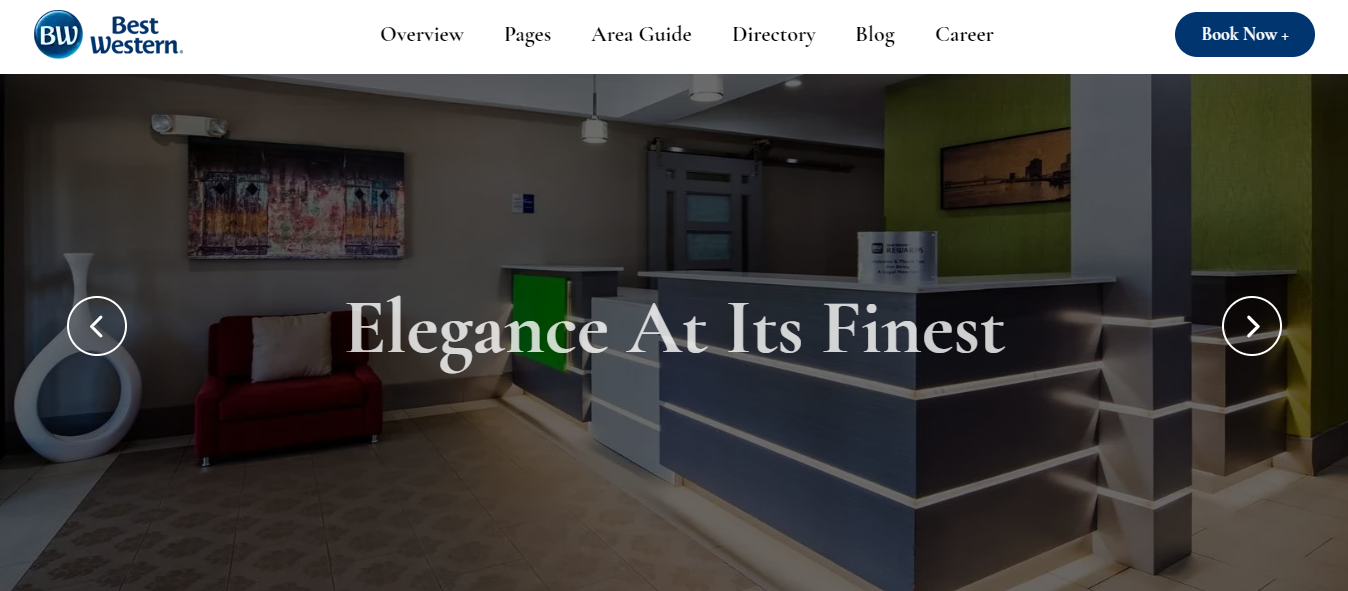 BW
Best
Western.
Overview
Pages
Area Guide
Directory
Blog
Career
Book Now +
REWARDS
Elegance At Its Finest